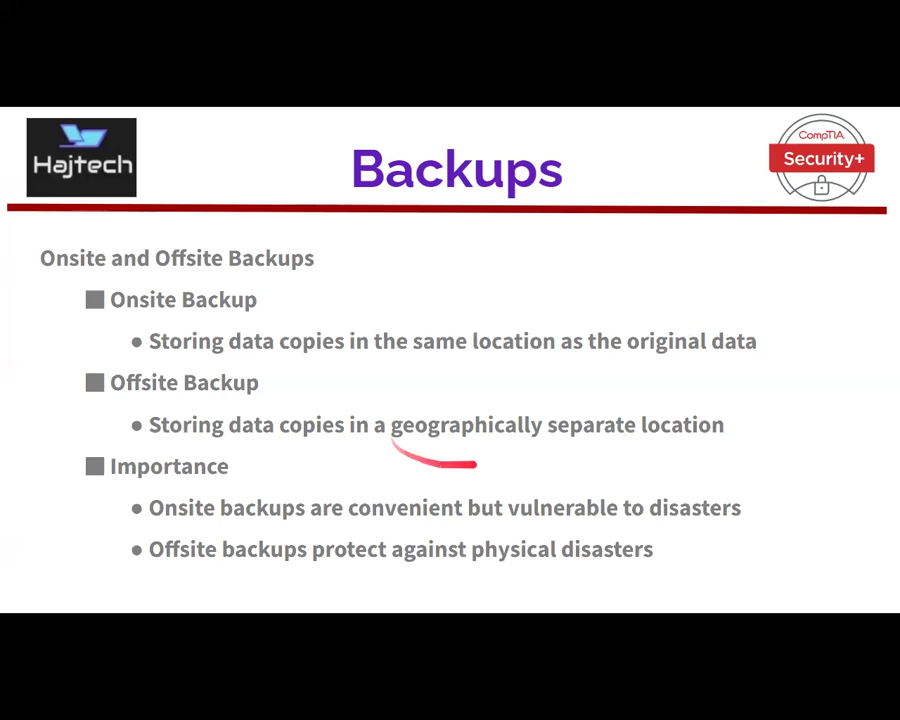 Hajtech
Backups
CompTIA
Security+
Onsite and Offsite Backups
Onsite Backup
Storing data copies in the same location as the original data
Offsite Backup
Storing data copies in a geographically separate location
Importance
Onsite backups are convenient but vulnerable to disasters
Offsite backups protect against physical disasters